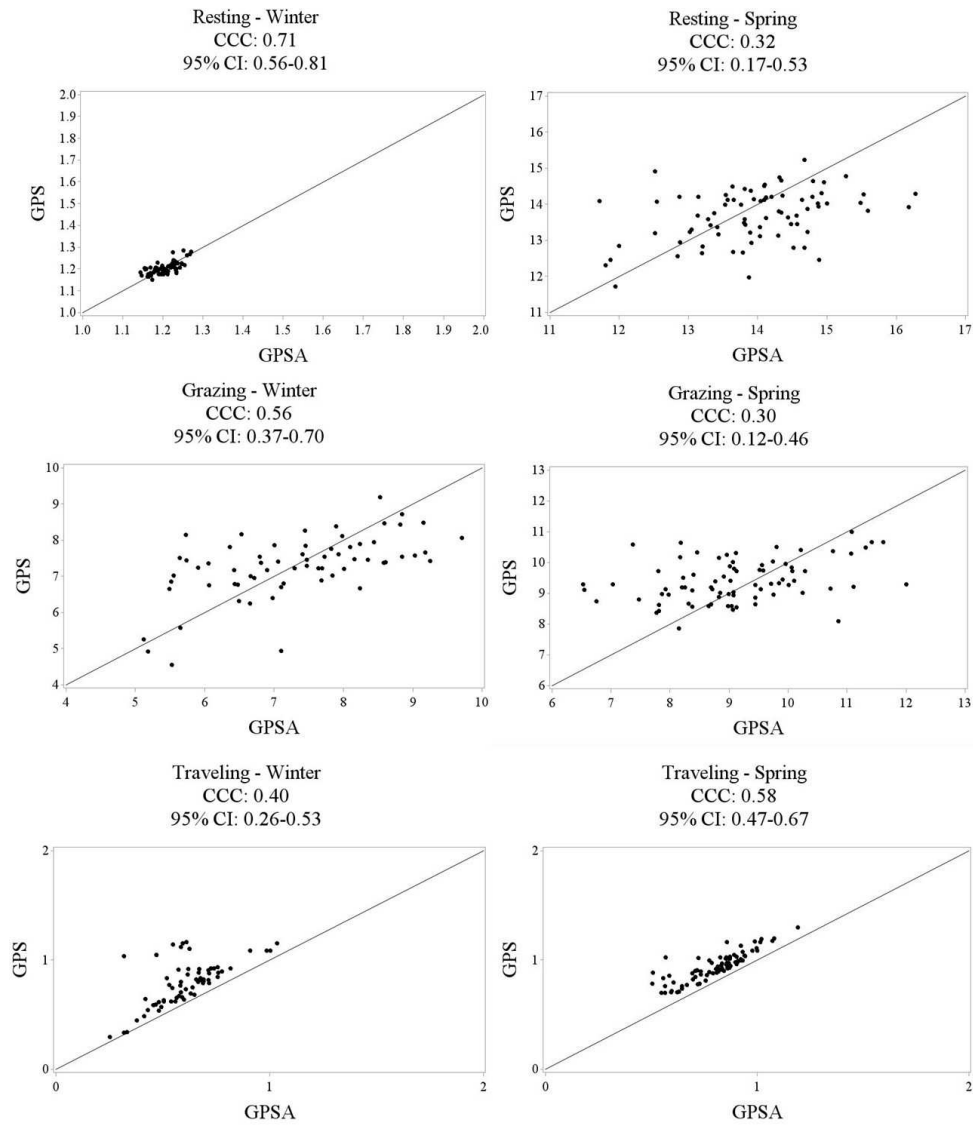 Resting - Winter
CCC: 0.71
95% CI: 0.56-0.81
2.0
1.9
1.8
1.7
1.6
1.5
1.4
1.3
1.2
1.1
1.0
GPS
1.0 1.1 1.2 1.3 1.4 1.5 1.6 1.7 1.8 1.9 2.0
GPSA
Resting - Spring
CCC: 0.32
95% CI: 0.17-0.53
17
16
15
14
13
12
11
GPS
11 12 13 14 15 16 17
GPSA
Grazing - Winter
CCC: 0.56
95% CI: 0.37-0.70
10
9
8
7
6
5
4
GPS
4 5 6 7 8 9 10
GPSA
Grazing - Spring
CCC: 0.30
95% CI: 0.12-0.46
13
12
11
10
9
8
7
6
GPS
6 7 8 9 10 11 12 13
GPSA
Traveling - Winter
CCC: 0.40
95% CI: 0.26-0.53
2
1
0
GPS
0 1 2
GPSA
Traveling - Spring
CCC: 0.58
95% CI: 0.47-0.67
2
1
0
GPS
0 1 2
GPSA